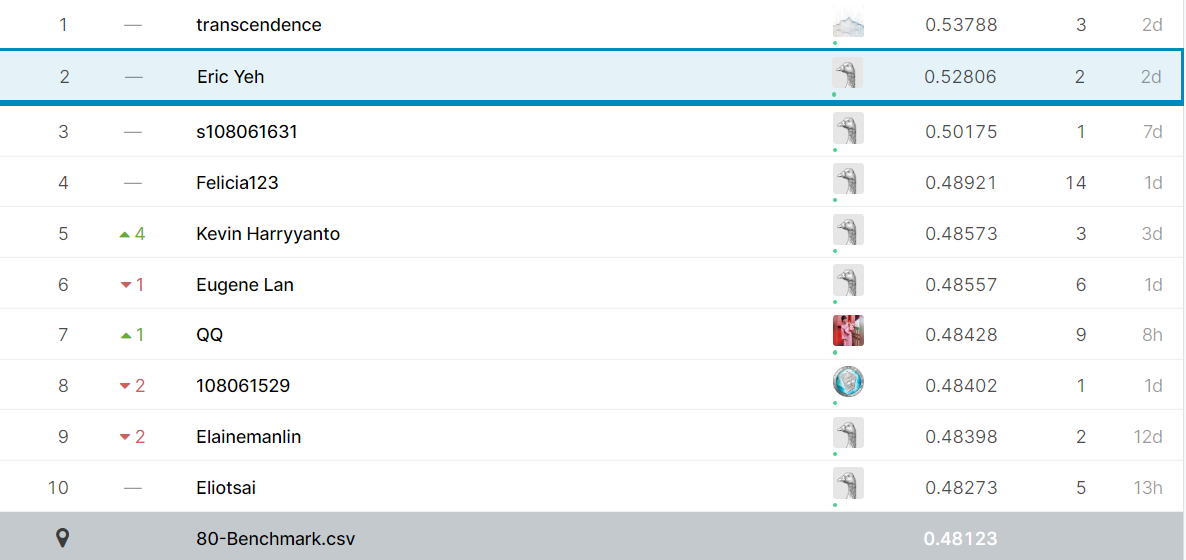 1 — transcendence 0.53788 3 2d
2 — Eric Yeh 0.52806 2 2d
3 — s108061631 0.50175 1 7d
4 — Felicia123 0.48921 14 1d
5 4 Kevin Harryyanto 0.48573 3 3d
6 1 Eugene Lan 0.48557 6 1d
7 1 QQ 0.48428 9 8h
8 2 108061529 0.48402 1 1d
9 2 Elainemanlin 0.48398 2 12d
10 — Eliotsai 0.48273 5 13h
80-Benchmark.csv 0.48123